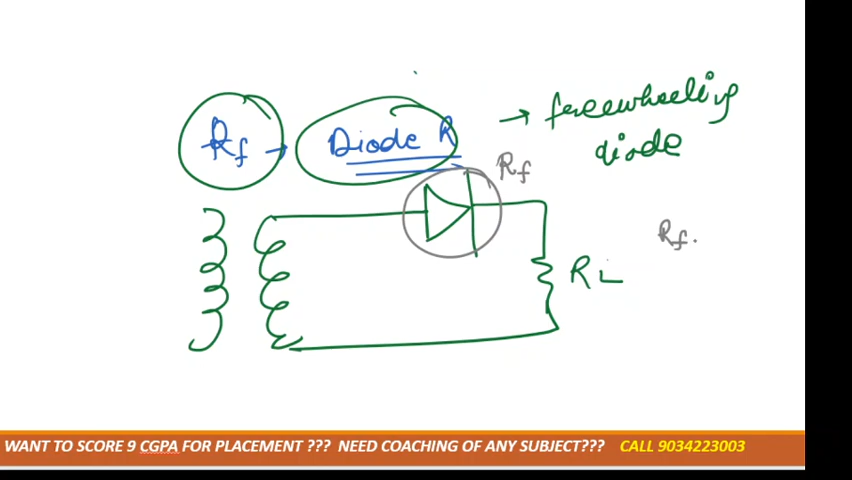 Rf → Diode R → freewheeling
diode
Rf
Rf.
RL
WANT TO SCORE 9 CGPA FOR PLACEMENT ??? NEED COACHING OF ANY SUBJECT??? CALL 9034223003